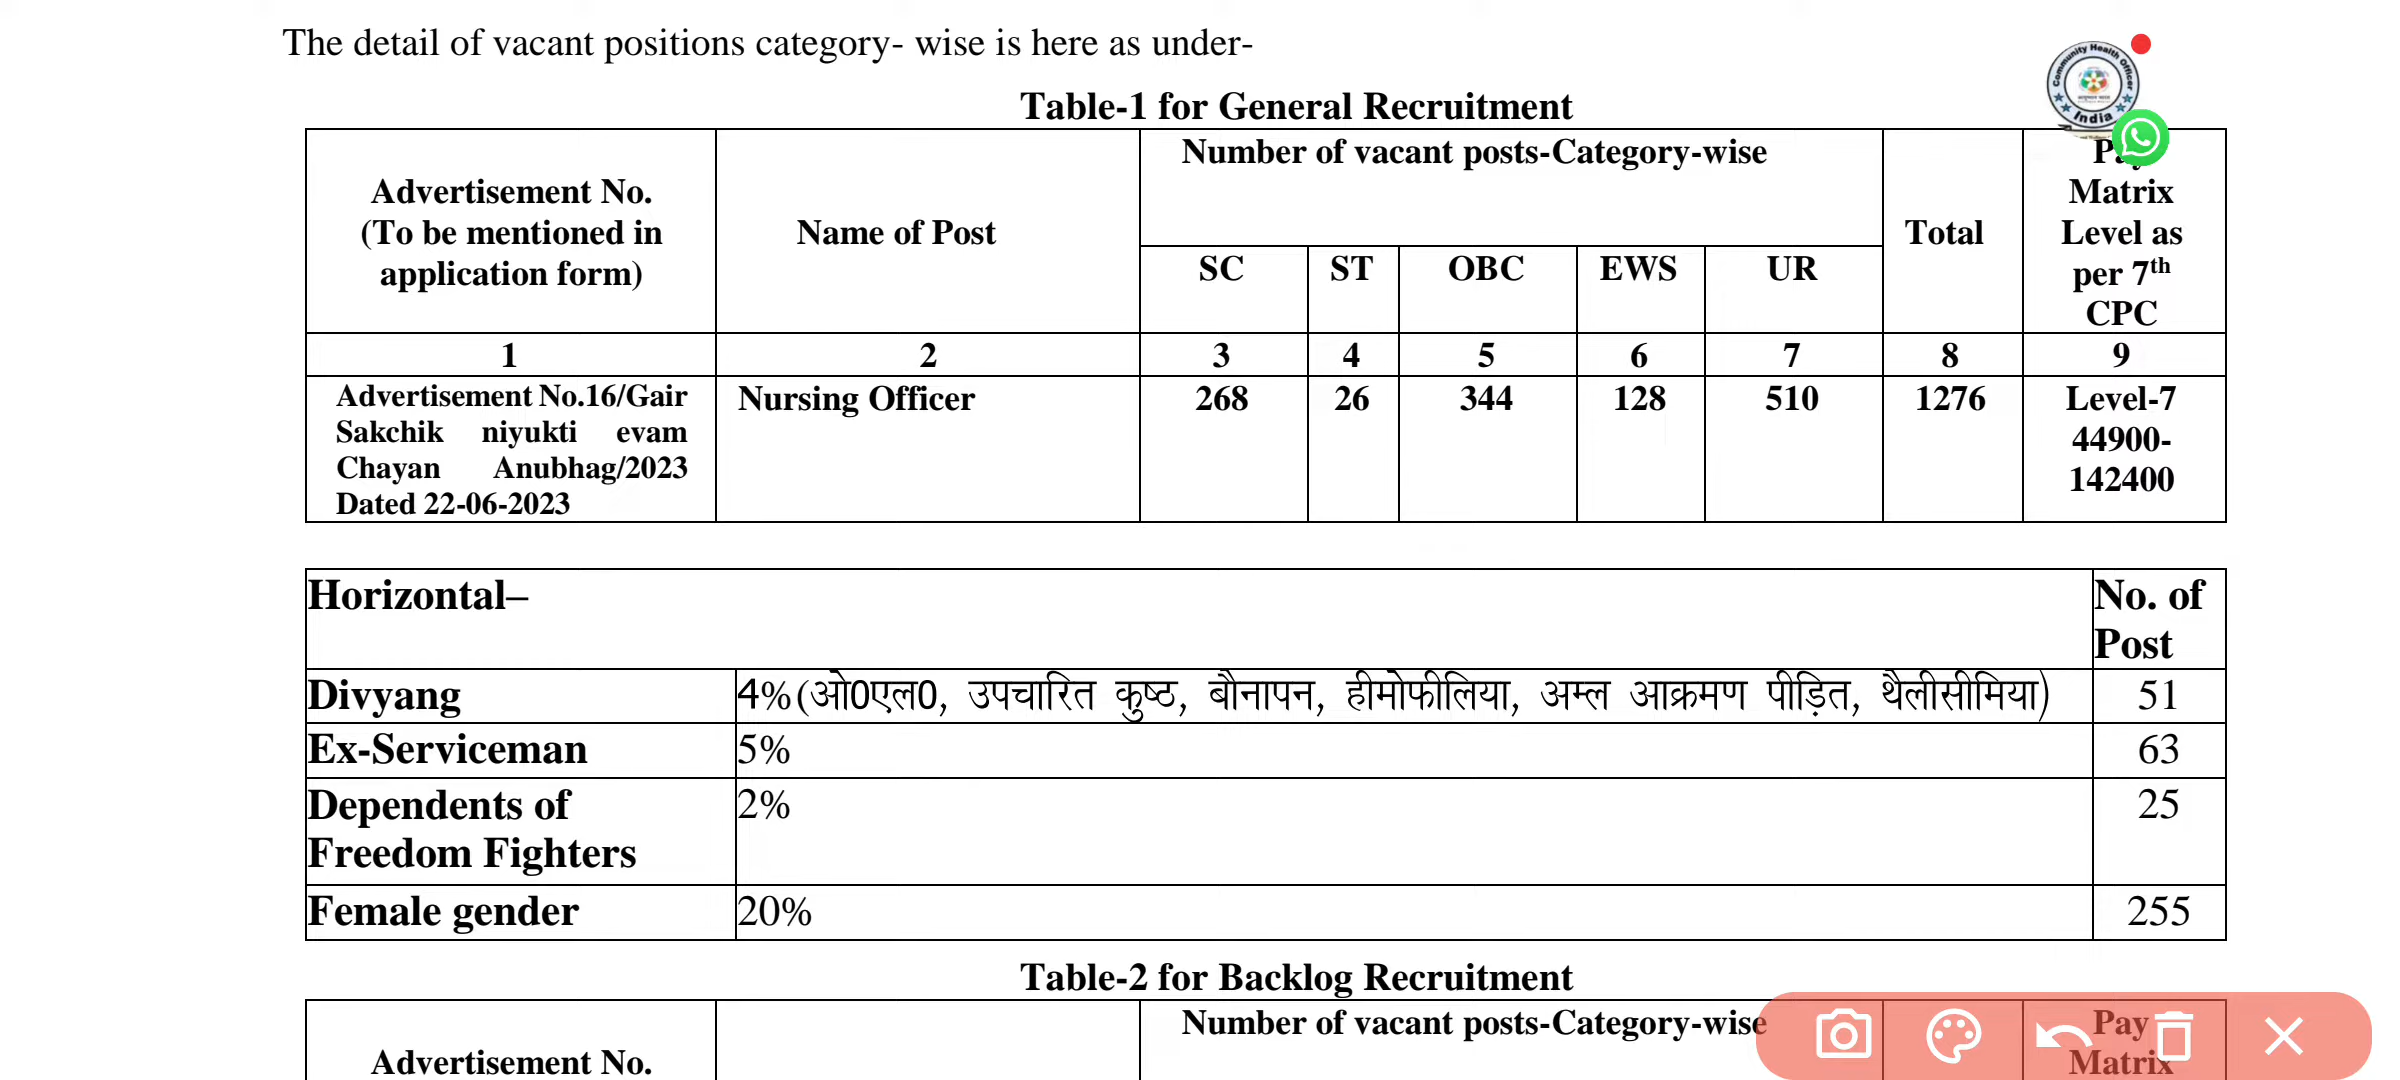 The detail of vacant positions category- wise is here as under-
Community Health Officer
India
Table-1 for General Recruitment
Advertisement No.
(To be mentioned in
application form)
Name of Post
Number of vacant posts-Category-wise
SC ST OBC EWS UR
Total
Matrix
Level as
per 7th
CPC
1 2 3 4 5 6 7 8 9
Advertisement No.16/Gair
Sakchik niyukti evam
Chayan Anubhag/2023
Dated 22-06-2023
Nursing Officer
268 26 344 128 510 1276
Level-7
44900-
142400
Horizontal–
No. of
Post
Divyang 4%(ओ0एल0, उपचारित कुष्ठ, बौनापन, हीमोफीलिया, अम्ल आक्रमण पीड़ित, थैलीसीमिया) 51
Ex-Serviceman 5% 63
Dependents of
Freedom Fighters
2% 25
Female gender 20% 255
Table-2 for Backlog Recruitment
Advertisement No.
Number of vacant posts-Category-wise
Pay
Matrix